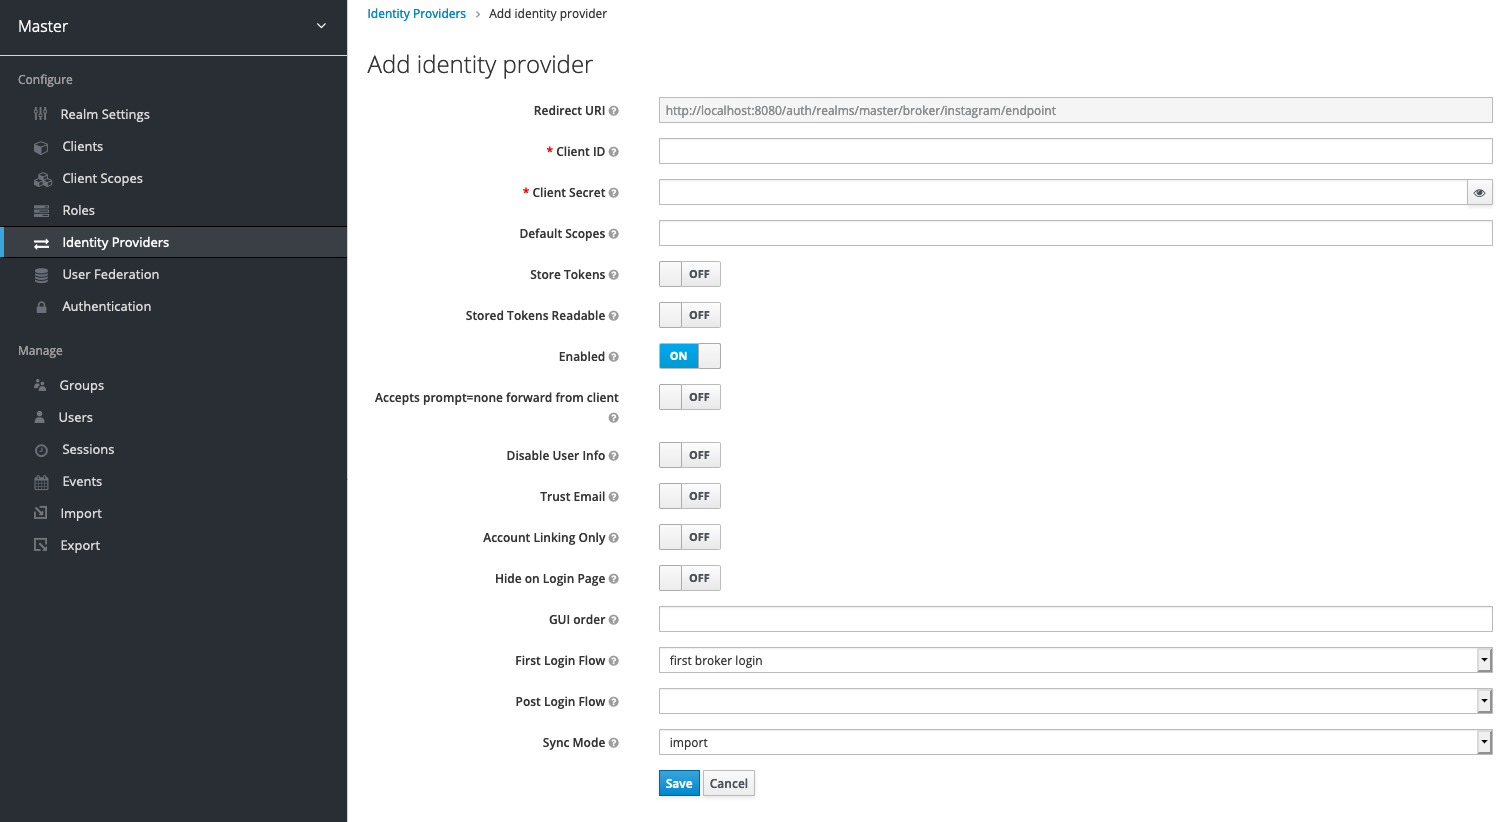 Master
Configure
Realm Settings
Clients
Client Scopes
Roles
Identity Providers
User Federation
Authentication
Manage
Groups
Users
Sessions
Events
Import
Export
Identity Providers > Add identity provider
Add identity provider
Redirect URI http://localhost:8080/auth/realms/master/broker/instagram/endpoint
* Client ID
* Client Secret
Default Scopes
Store Tokens OFF
Stored Tokens Readable OFF
Enabled ON
Accepts prompt=none forward from client OFF
Disable User Info OFF
Trust Email OFF
Account Linking Only OFF
Hide on Login Page OFF
GUI order
First Login Flow first broker login
Post Login Flow
Sync Mode import
Save Cancel